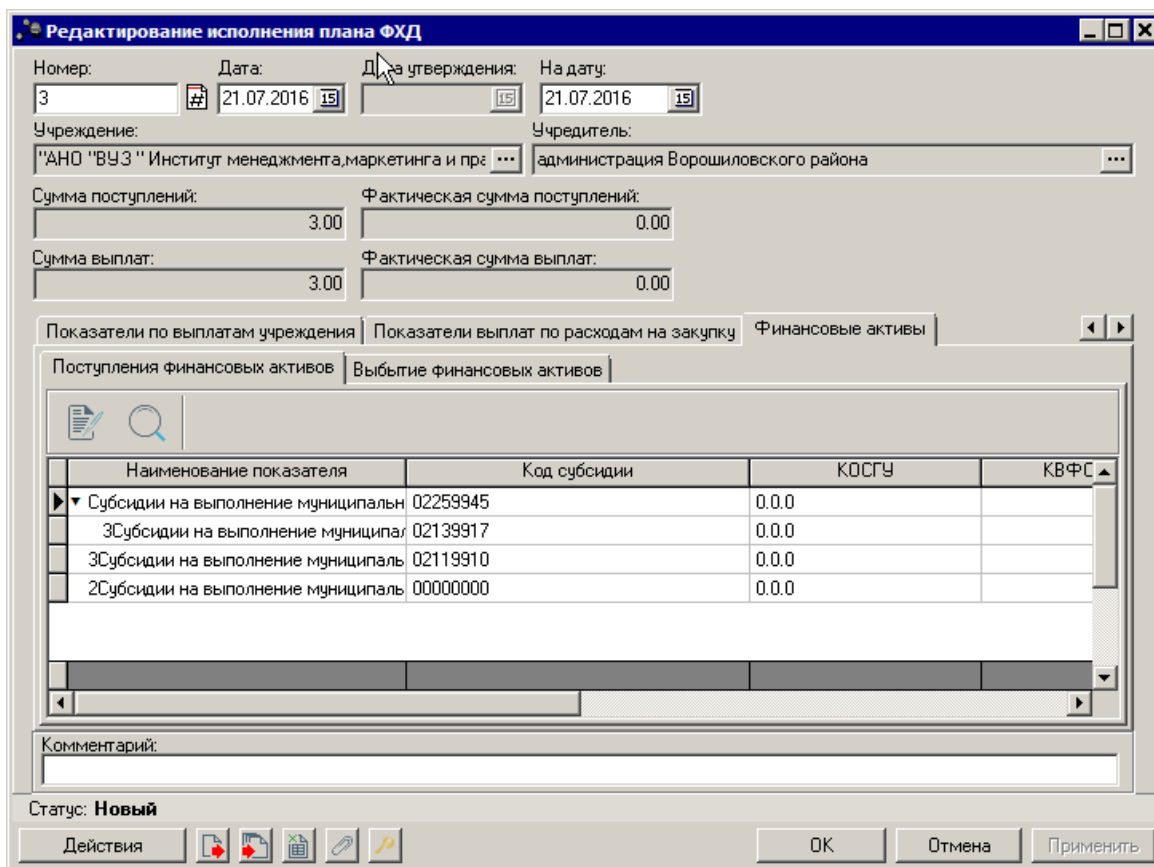 Редактирование исполнения плана ФХД
Номер: Дата: Дата утверждения: На дату:
3 # 21.07.2016 15 15 21.07.2016 15
Учреждение: Учредитель:
"АНО "ВУЗ " Институт менеджмента,маркетинга и пра ... администрация Ворошиловского района ...
Сумма поступлений: Фактическая сумма поступлений:
3.00 0.00
Сумма выплат: Фактическая сумма выплат:
3.00 0.00
Показатели по выплатам учреждения Показатели выплат по расходам на закупку Финансовые активы
Поступления финансовых активов Выбытие финансовых активов
Наименование показателя Код субсидии КОСГУ КВФС
Субсидии на выполнение муниципальн 02259945 0.0.0
3Субсидии на выполнение муниципал 02139917 0.0.0
3Субсидии на выполнение муниципаль 02119910 0.0.0
2Субсидии на выполнение муниципаль 00000000 0.0.0
Комментарий:
Статус: Новый
Действия OK Отмена Применить